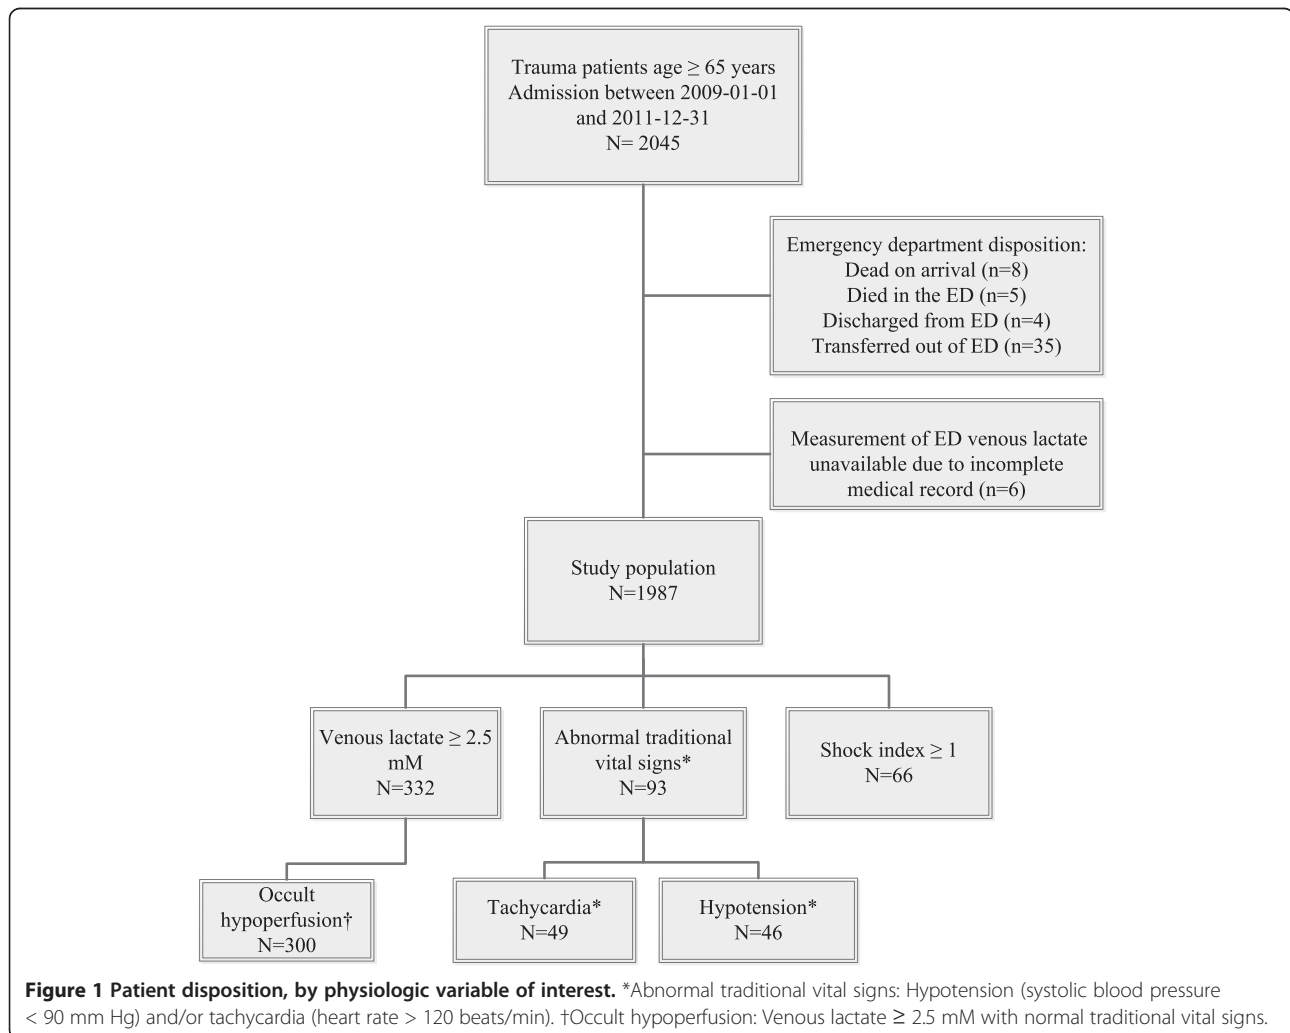 Trauma patients age ≥ 65 years
Admission between 2009-01-01
and 2011-12-31
N= 2045
Emergency department disposition:
Dead on arrival (n=8)
Died in the ED (n=5)
Discharged from ED (n=4)
Transferred out of ED (n=35)
Measurement of ED venous lactate
unavailable due to incomplete
medical record (n=6)
Study population
N=1987
Venous lactate ≥ 2.5
mM
N=332
Abnormal traditional
vital signs*
N=93
Shock index ≥ 1
N=66
Occult
hypoperfusion†
N=300
Tachycardia*
N=49
Hypotension*
N=46
Figure 1 Patient disposition, by physiologic variable of interest. *Abnormal traditional vital signs: Hypotension (systolic blood pressure
< 90 mm Hg) and/or tachycardia (heart rate > 120 beats/min). †Occult hypoperfusion: Venous lactate ≥ 2.5 mM with normal traditional vital signs.